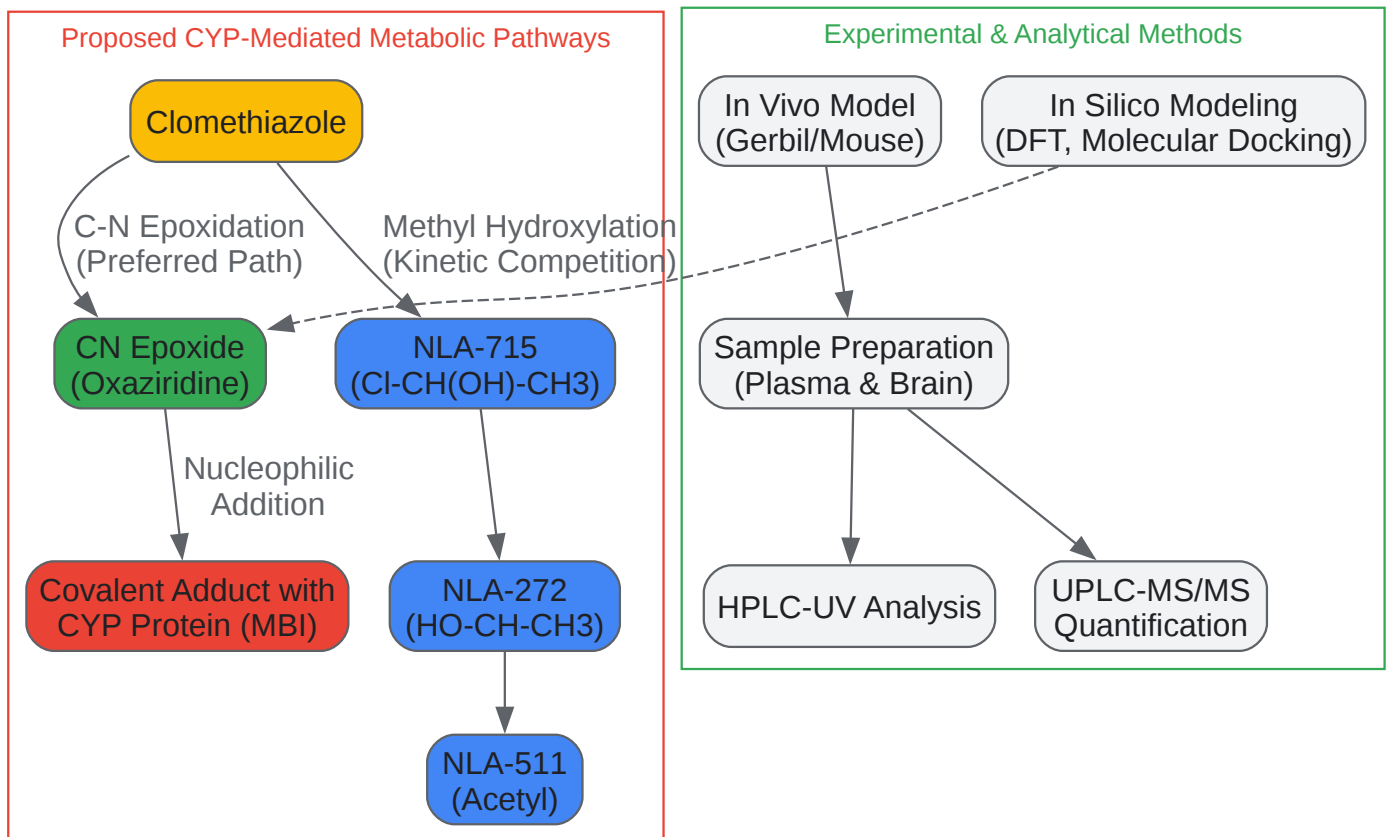 Proposed CYP-Mediated Metabolic Pathways
Clomethiazole
C-N Epoxidation
(Preferred Path)
Methyl Hydroxylation
(Kinetic Competition)
CN Epoxide
(Oxaziridine)
NLA-715
(Cl-CH(OH)-CH3)
Nucleophilic
Addition
Covalent Adduct with
CYP Protein (MBI)
NLA-272
(HO-CH-CH3)
NLA-511
(Acetyl)
Experimental & Analytical Methods
In Vivo Model
(Gerbil/Mouse)
In Silico Modeling
(DFT, Molecular Docking)
Sample Preparation
(Plasma & Brain)
HPLC-UV Analysis
UPLC-MS/MS
Quantification